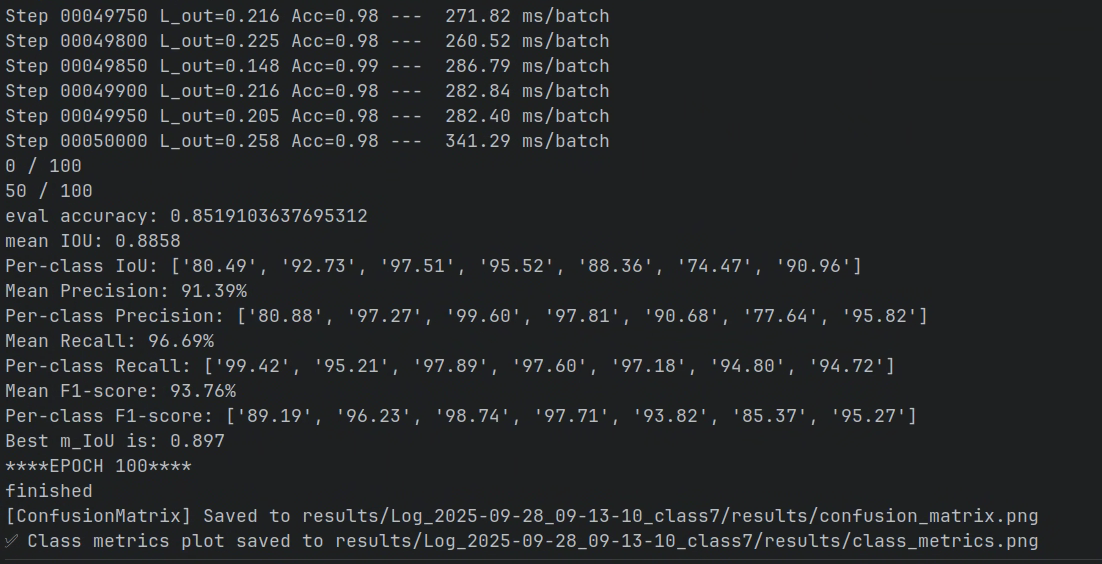 Step 00049750 L_out=0.216 Acc=0.98 ---  271.82 ms/batch
Step 00049800 L_out=0.225 Acc=0.98 ---  260.52 ms/batch
Step 00049850 L_out=0.148 Acc=0.99 ---  286.79 ms/batch
Step 00049900 L_out=0.216 Acc=0.98 ---  282.84 ms/batch
Step 00049950 L_out=0.205 Acc=0.98 ---  282.40 ms/batch
Step 00050000 L_out=0.258 Acc=0.98 ---  341.29 ms/batch
0 / 100
50 / 100
eval accuracy: 0.8519103637695312
mean IOU: 0.8858
Per-class IoU: ['80.49', '92.73', '97.51', '95.52', '88.36', '74.47', '90.96']
Mean Precision: 91.39%
Per-class Precision: ['80.88', '97.27', '99.60', '97.81', '90.68', '77.64', '95.82']
Mean Recall: 96.69%
Per-class Recall: ['99.42', '95.21', '97.89', '97.60', '97.18', '94.80', '94.72']
Mean F1-score: 93.76%
Per-class F1-score: ['89.19', '96.23', '98.74', '97.71', '93.82', '85.37', '95.27']
Best m_IoU is: 0.897
****EPOCH 100****
finished
[ConfusionMatrix] Saved to results/Log_2025-09-28_09-13-10_class7/results/confusion_matrix.png
✅ Class metrics plot saved to results/Log_2025-09-28_09-13-10_class7/results/class_metrics.png